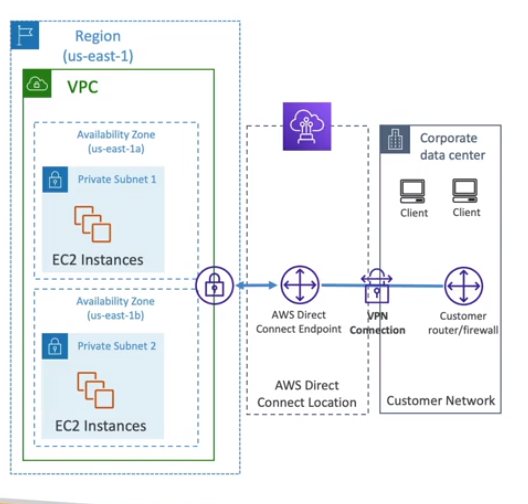 Region
(us-east-1)
VPC
Availability Zone
(us-east-1a)
Private Subnet 1
EC2 Instances
Availability Zone
(us-east-1b)
Private Subnet 2
EC2 Instances
AWS Direct
Connect Endpoint
AWS Direct
Connect Location
VPN
Connection
Corporate
data center
Client
Client
Customer
router/firewall
Customer Network